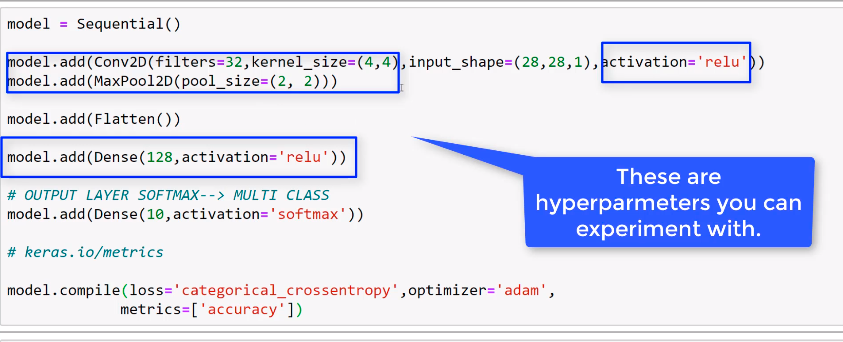 model = Sequential()
model.add(Conv2D(filters=32,kernel_size=(4,4),input_shape=(28,28,1),activation='relu'))
model.add(MaxPool2D(pool_size=(2, 2)))
model.add(Flatten())
model.add(Dense(128,activation='relu'))
These are
hyperparmeters you can
experiment with.
# OUTPUT LAYER SOFTMAX--> MULTI CLASS
model.add(Dense(10,activation='softmax'))
# keras.io/metrics
model.compile(loss='categorical_crossentropy',optimizer='adam',
metrics=['accuracy'])